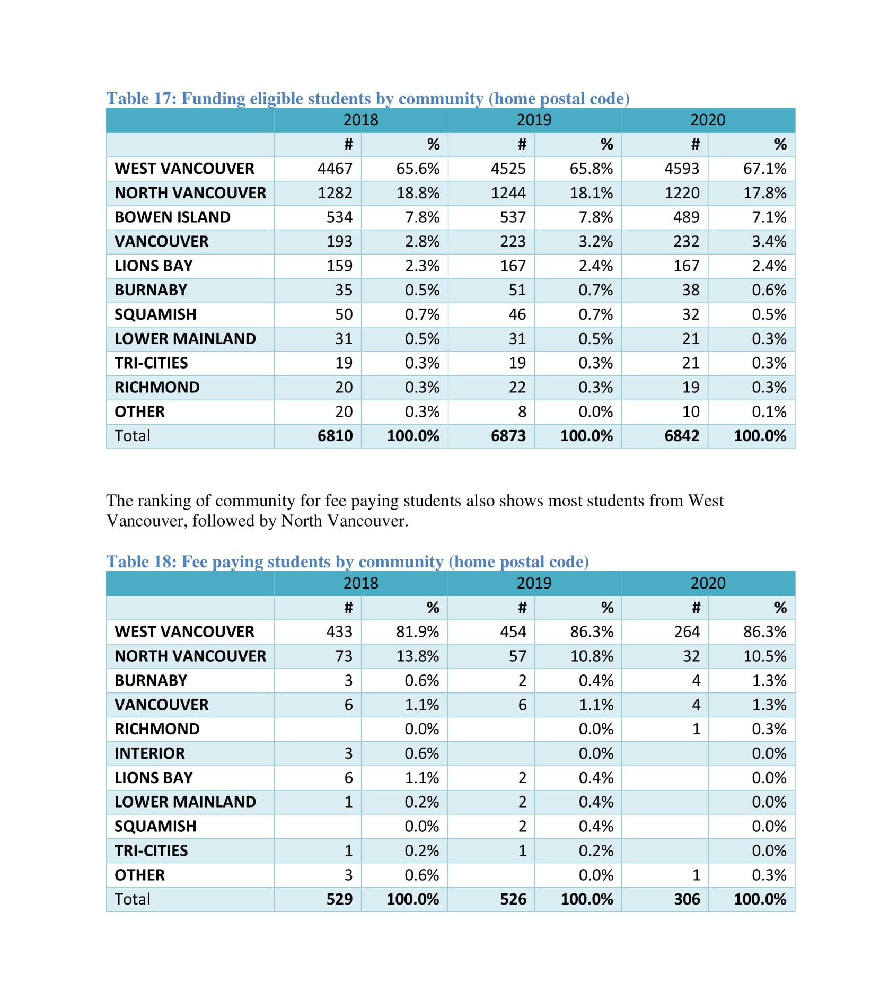 Table 17: Funding eligible students by community (home postal code)
2018 2019 2020
# % # % # %
WEST VANCOUVER 4467 65.6% 4525 65.8% 4593 67.1%
NORTH VANCOUVER 1282 18.8% 1244 18.1% 1220 17.8%
BOWEN ISLAND 534 7.8% 537 7.8% 489 7.1%
VANCOUVER 193 2.8% 223 3.2% 232 3.4%
LIONS BAY 159 2.3% 167 2.4% 167 2.4%
BURNABY 35 0.5% 51 0.7% 38 0.6%
SQUAMISH 50 0.7% 46 0.7% 32 0.5%
LOWER MAINLAND 31 0.5% 31 0.5% 21 0.3%
TRI-CITIES 19 0.3% 19 0.3% 21 0.3%
RICHMOND 20 0.3% 22 0.3% 19 0.3%
OTHER 20 0.3% 8 0.0% 10 0.1%
Total 6810 100.0% 6873 100.0% 6842 100.0%
The ranking of community for fee paying students also shows most students from West
Vancouver, followed by North Vancouver.
Table 18: Fee paying students by community (home postal code)
2018 2019 2020
# % # % # %
WEST VANCOUVER 433 81.9% 454 86.3% 264 86.3%
NORTH VANCOUVER 73 13.8% 57 10.8% 32 10.5%
BURNABY 3 0.6% 2 0.4% 4 1.3%
VANCOUVER 6 1.1% 6 1.1% 4 1.3%
RICHMOND 0.0% 0.0% 1 0.3%
INTERIOR 3 0.6% 0.0% 0.0%
LIONS BAY 6 1.1% 2 0.4% 0.0%
LOWER MAINLAND 1 0.2% 2 0.4% 0.0%
SQUAMISH 0.0% 2 0.4% 0.0%
TRI-CITIES 1 0.2% 1 0.2% 0.0%
OTHER 3 0.6% 0.0% 1 0.3%
Total 529 100.0% 526 100.0% 306 100.0%